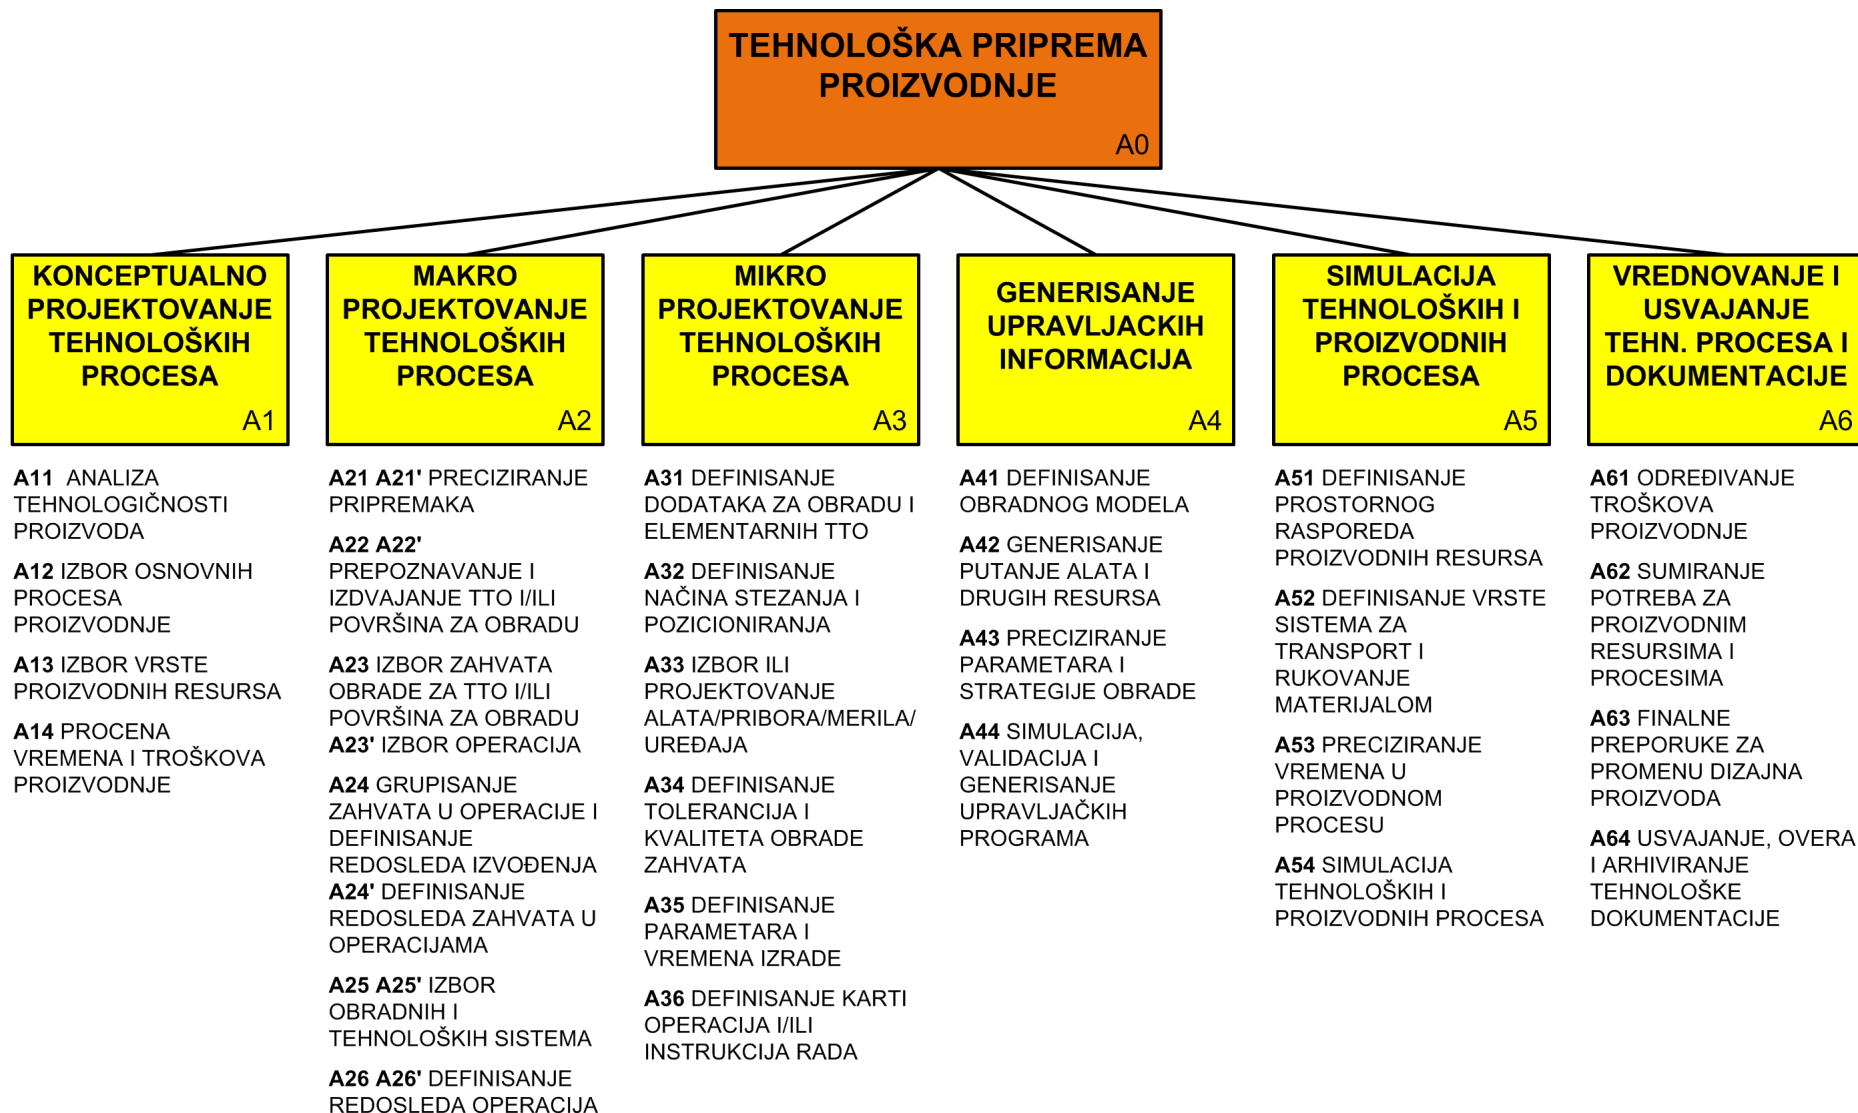 TEHNOLOŠKA PRIPREMA
PROIZVODNJE
A0
KONCEPTUALNO
PROJEKTOVANJE
TEHNOLOŠKIH
PROCESA
A1
A11 ANALIZA
TEHNOLOGIČNOSTI
PROIZVODA
A12 IZBOR OSNOVNIH
PROCESA
PROIZVODNJE
A13 IZBOR VRSTE
PROIZVODNIH RESURSA
A14 PROCENA
VREMENA I TROŠKOVA
PROIZVODNJE
MAKRO
PROJEKTOVANJE
TEHNOLOŠKIH
PROCESA
A2
A21 A21' PRECIZIRANJE
PRIPREMAKA
A22 A22'
PREPOZNAVANJE I
IZDVAJANJE TTO I/ILI
POVRŠINA ZA OBRADU
A23 IZBOR ZAHVATA
OBRADE ZA TTO I/ILI
POVRŠINA ZA OBRADU
A23' IZBOR OPERACIJA
A24 GRUPISANJE
ZAHVATA U OPERACIJE I
DEFINISANJE
REDOSLEDA IZVOĐENJA
A24' DEFINISANJE
REDOSLEDA ZAHVATA U
OPERACIJAMA
A25 A25' IZBOR
OBRADNIH I
TEHNOLOŠKIH SISTEMA
A26 A26' DEFINISANJE
REDOSLEDA OPERACIJA
MIKRO
PROJEKTOVANJE
TEHNOLOŠKIH
PROCESA
A3
A31 DEFINISANJE
DODATAKA ZA OBRADU I
ELEMENTARNIH TTO
A32 DEFINISANJE
NAČINA STEZANJA I
POZICIONIRANJA
A33 IZBOR ILI
PROJEKTOVANJE
ALATA/PRIBORA/MERILA/
UREĐAJA
A34 DEFINISANJE
TOLERANCIJA I
KVALITETA OBRADE
ZAHVATA
A35 DEFINISANJE
PARAMETARA I
VREMENA IZRADE
A36 DEFINISANJE KARTI
OPERACIJA I/ILI
INSTRUKCIJA RADA
GENERISANJE
UPRAVLJACKIH
INFORMACIJA
A4
A41 DEFINISANJE
OBRADNOG MODELA
A42 GENERISANJE
PUTANJE ALATA I
DRUGIH RESURSA
A43 PRECIZIRANJE
PARAMETARA I
STRATEGIJE OBRADE
A44 SIMULACIJA,
VALIDACIJA I
GENERISANJE
UPRAVLJAČKIH
PROGRAMA
SIMULACIJA
TEHNOLOŠKIH I
PROIZVODNIH
PROCESA
A5
A51 DEFINISANJE
PROSTORNOG
RASPOREDA
PROIZVODNIH RESURSA
A52 DEFINISANJE VRSTE
SISTEMA ZA
TRANSPORT I
RUKOVANJE
MATERIJALOM
A53 PRECIZIRANJE
VREMENA U
PROIZVODNOM
PROCESU
A54 SIMULACIJA
TEHNOLOŠKIH I
PROIZVODNIH PROCESA
VREDNOVANJE I
USVAJANJE
TEHN. PROCESA I
DOKUMENTACIJE
A6
A61 ODREĐIVANJE
TROŠKOVA
PROIZVODNJE
A62 SUMIRANJE
POTREBA ZA
PROIZVODNIM
RESURSIMA I
PROCESIMA
A63 FINALNE
PREPORUKE ZA
PROMENU DIZAJNA
PROIZVODA
A64 USVAJANJE, OVERA
I ARHIVIRANJE
TEHNOLOŠKE
DOKUMENTACIJE